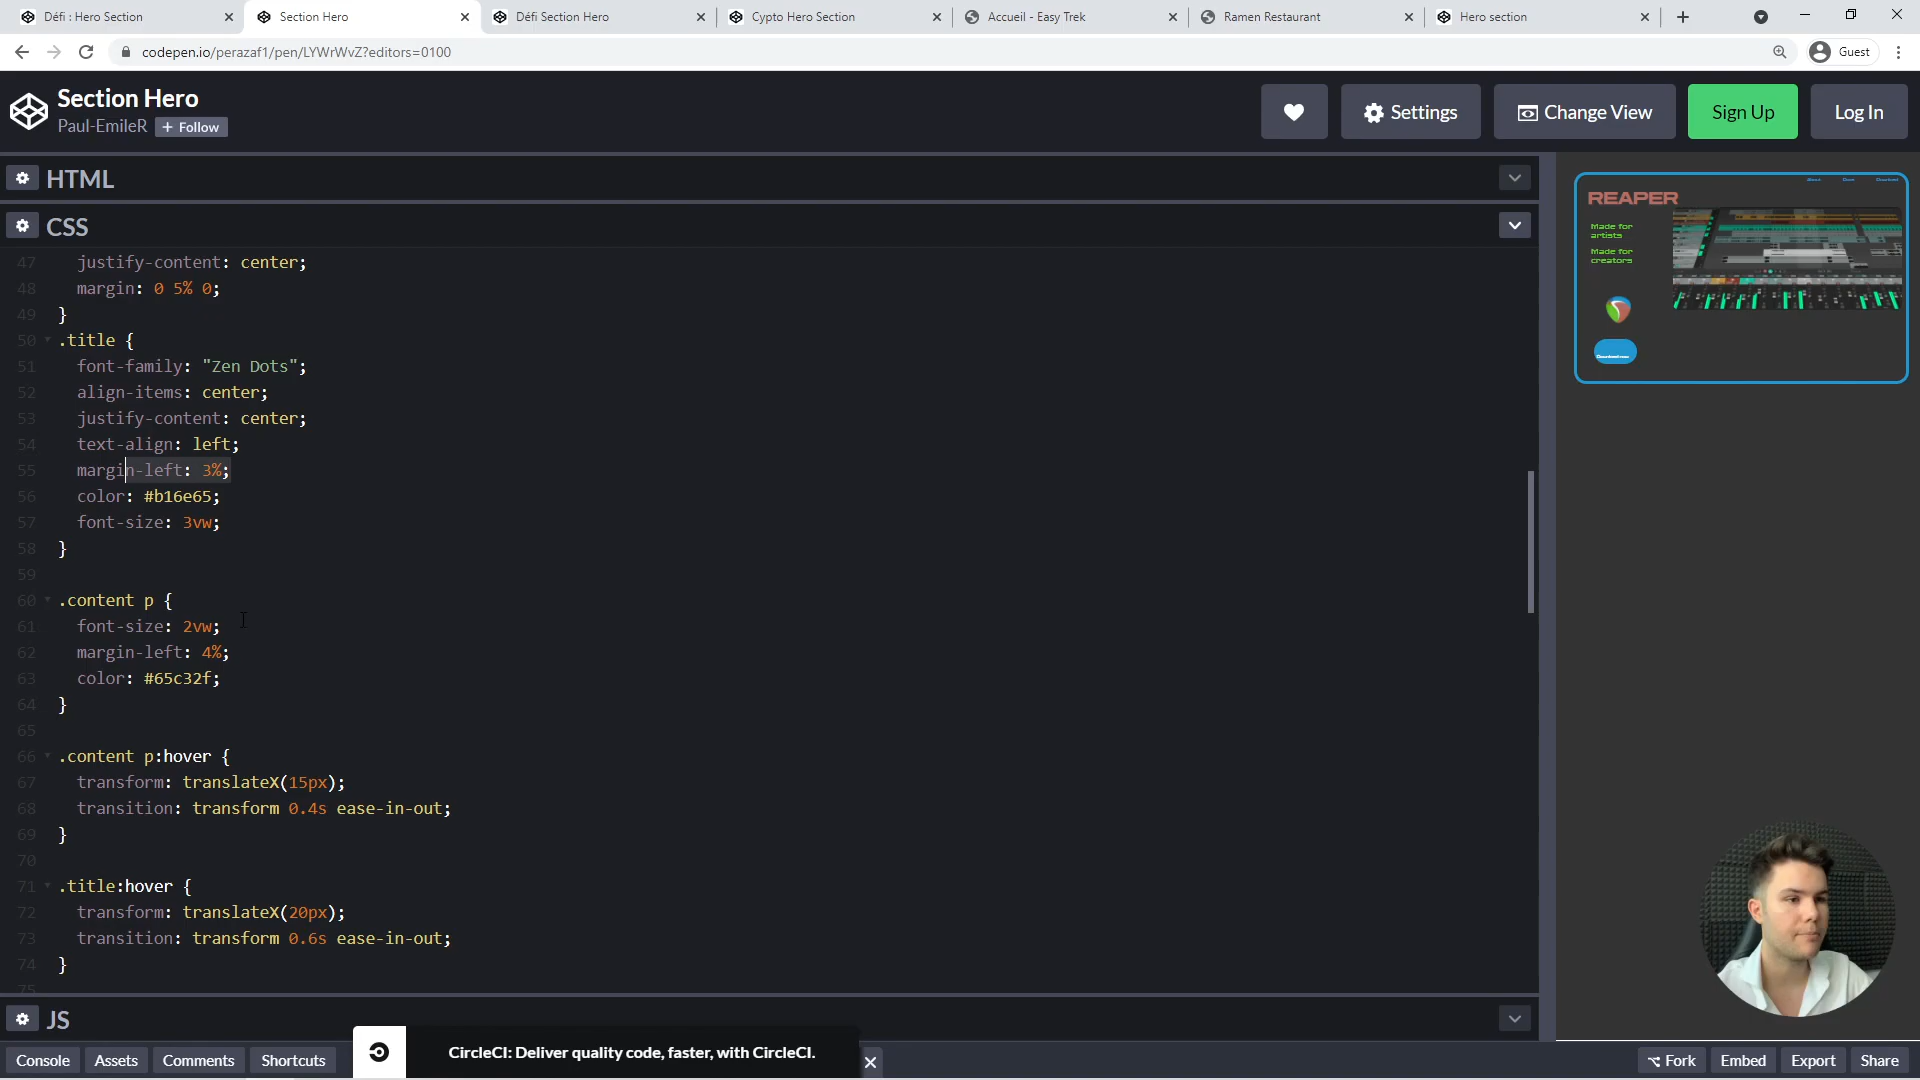 Défi : Hero Section
Section Hero
Défi Section Hero
Cypto Hero Section
Accueil - Easy Trek
Ramen Restaurant
Hero section
codepen.io/perazaf1/pen/LYWrWvZ?editors=0100
Guest
Section Hero
Paul-EmileR
+ Follow
Settings
Change View
Sign Up
Log In
HTML
CSS
47 justify-content: center;
48 margin: 0 5% 0;
49 }
50 .title {
51 font-family: "Zen Dots";
52 align-items: center;
53 justify-content: center;
54 text-align: left;
55 margin-left: 3%;
56 color: #b16e65;
57 font-size: 3vw;
58 }
59
60 .content p {
61 font-size: 2vw;
62 margin-left: 4%;
63 color: #65c32f;
64 }
65
66 .content p:hover {
67 transform: translateX(15px);
68 transition: transform 0.4s ease-in-out;
69 }
70
71 .title:hover {
72 transform: translateX(20px);
73 transition: transform 0.6s ease-in-out;
74 }
75
REAPER
Made for
artists
Made for
creators
JS
Console
Assets
Comments
Shortcuts
CircleCI: Deliver quality code, faster, with CircleCI.
Fork
Embed
Export
Share